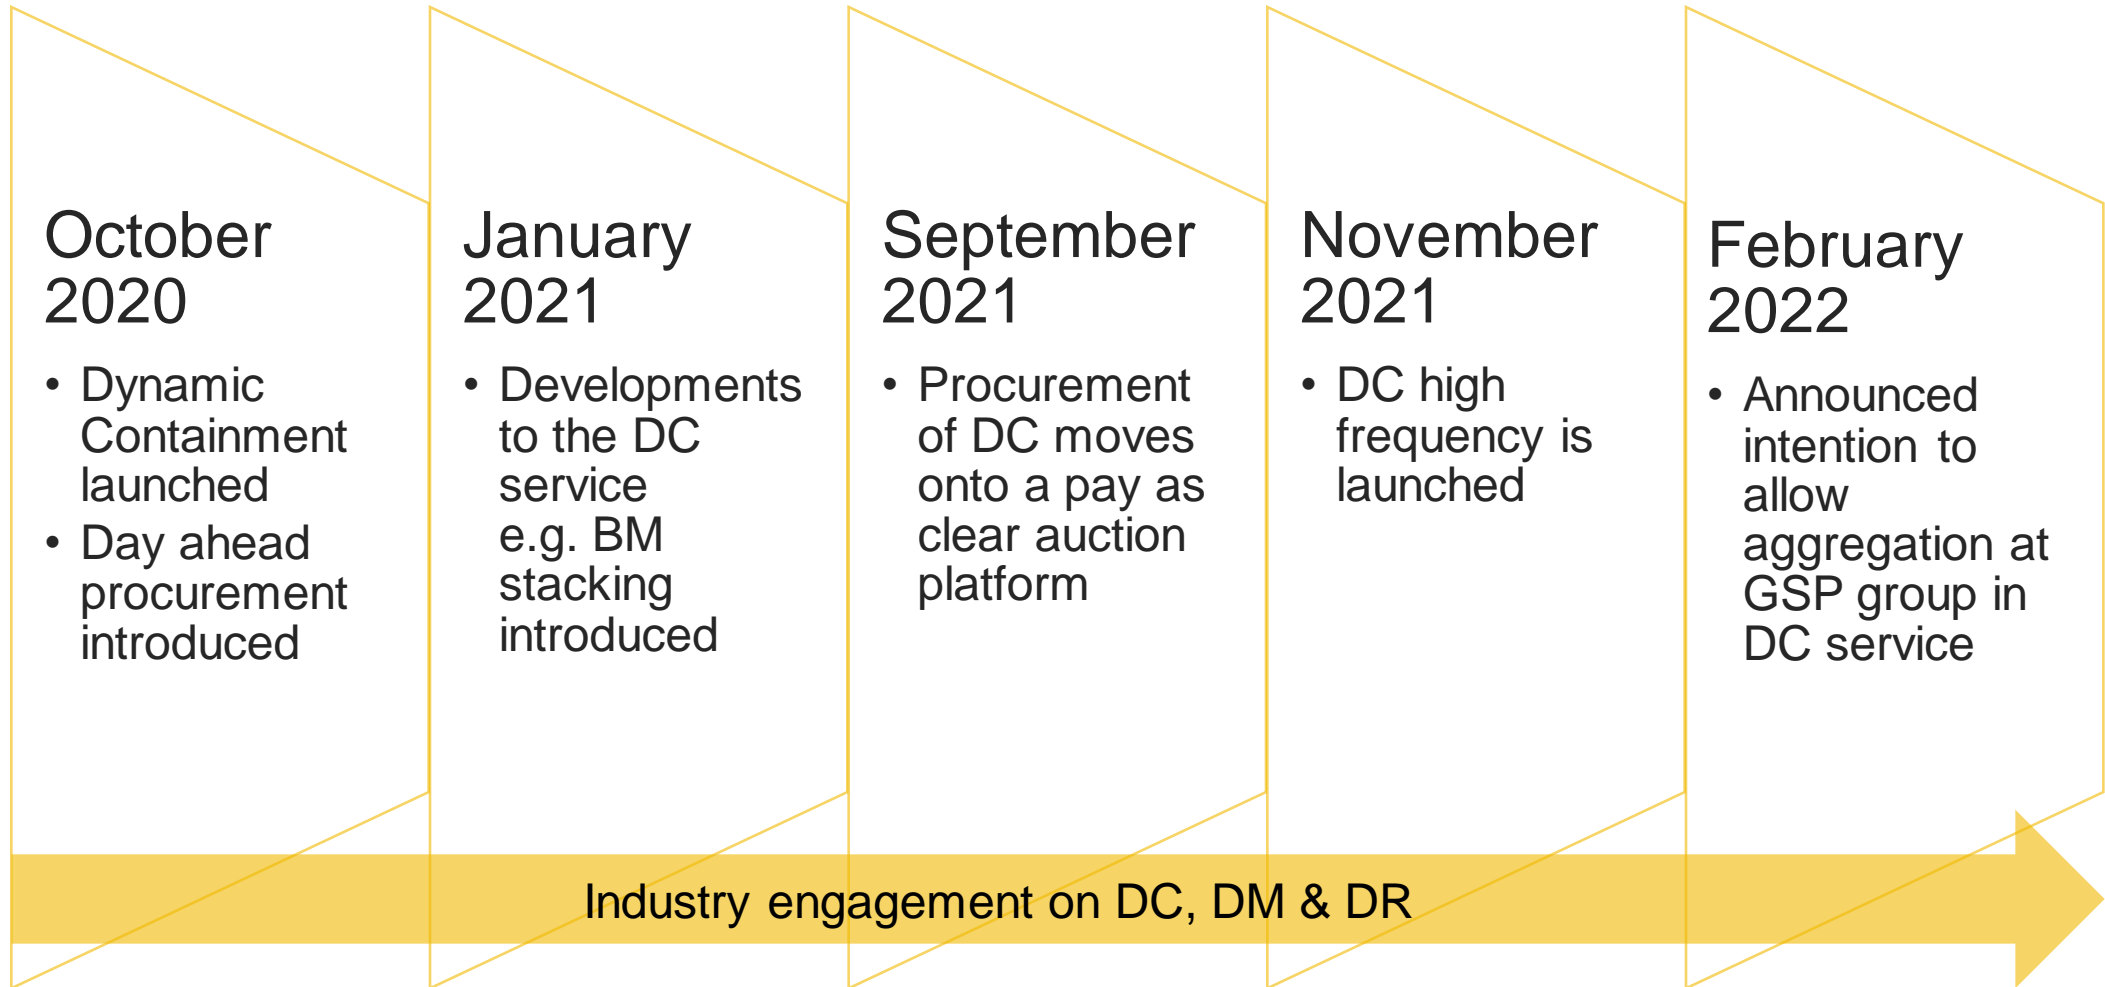 October
2020
• Dynamic
Containment
launched
• Day ahead
procurement
introduced
January
2021
• Developments
to the DC
service
e.g. BM
stacking
introduced
September
2021
• Procurement
of DC moves
onto a pay as
clear auction
platform
November
2021
• DC high
frequency is
launched
February
2022
• Announced
intention to
allow
aggregation at
GSP group in
DC service
Industry engagement on DC, DM & DR